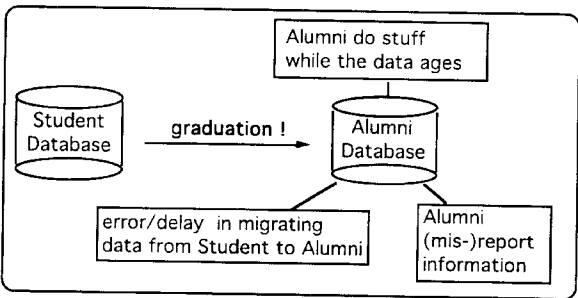 Alumni do stuff
while the data ages
Student
Database
graduation !
Alumni
Database
error/delay in migrating
data from Student to Alumni
Alumni
(mis-)report
information